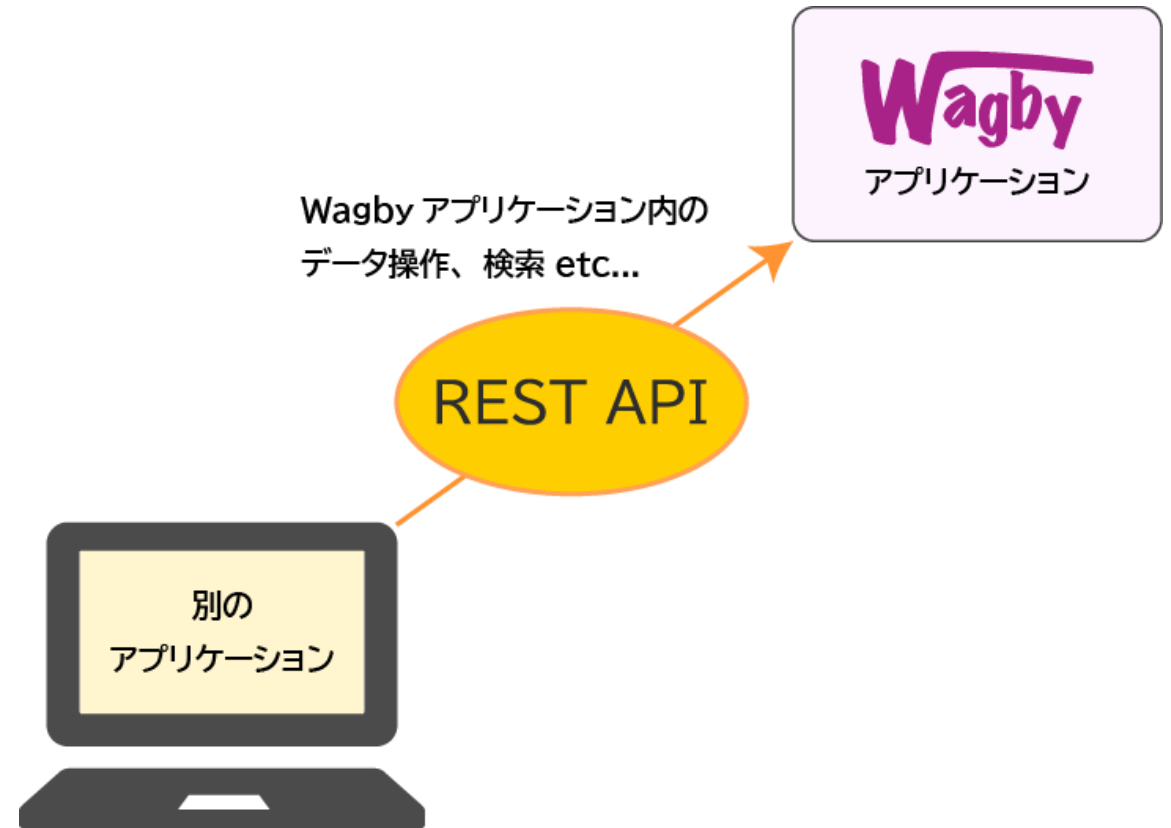 Wagby
アプリケーション
Wagby アプリケーション内の
データ操作、検索 etc...
REST API
別の
アプリケーション